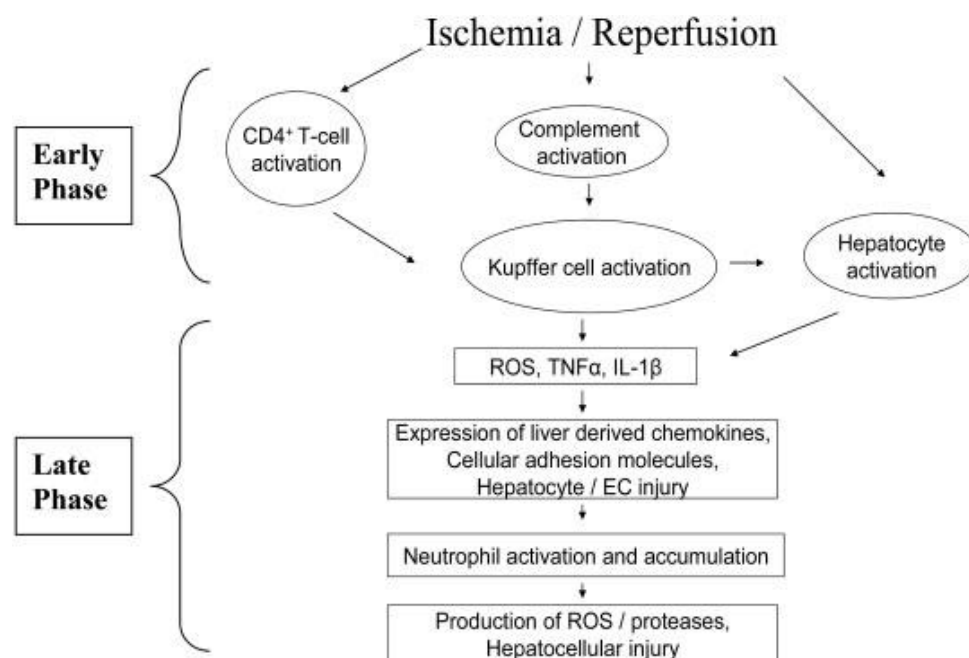 Ischemia / Reperfusion
CD4⁺ T-cell
activation
Complement
activation
Early
Phase
Kupffer cell activation
Hepatocyte
activation
ROS, TNFα, IL-1β
Expression of liver derived chemokines,
Cellular adhesion molecules,
Hepatocyte / EC injury
Late
Phase
Neutrophil activation and accumulation
Production of ROS / proteases,
Hepatocellular injury